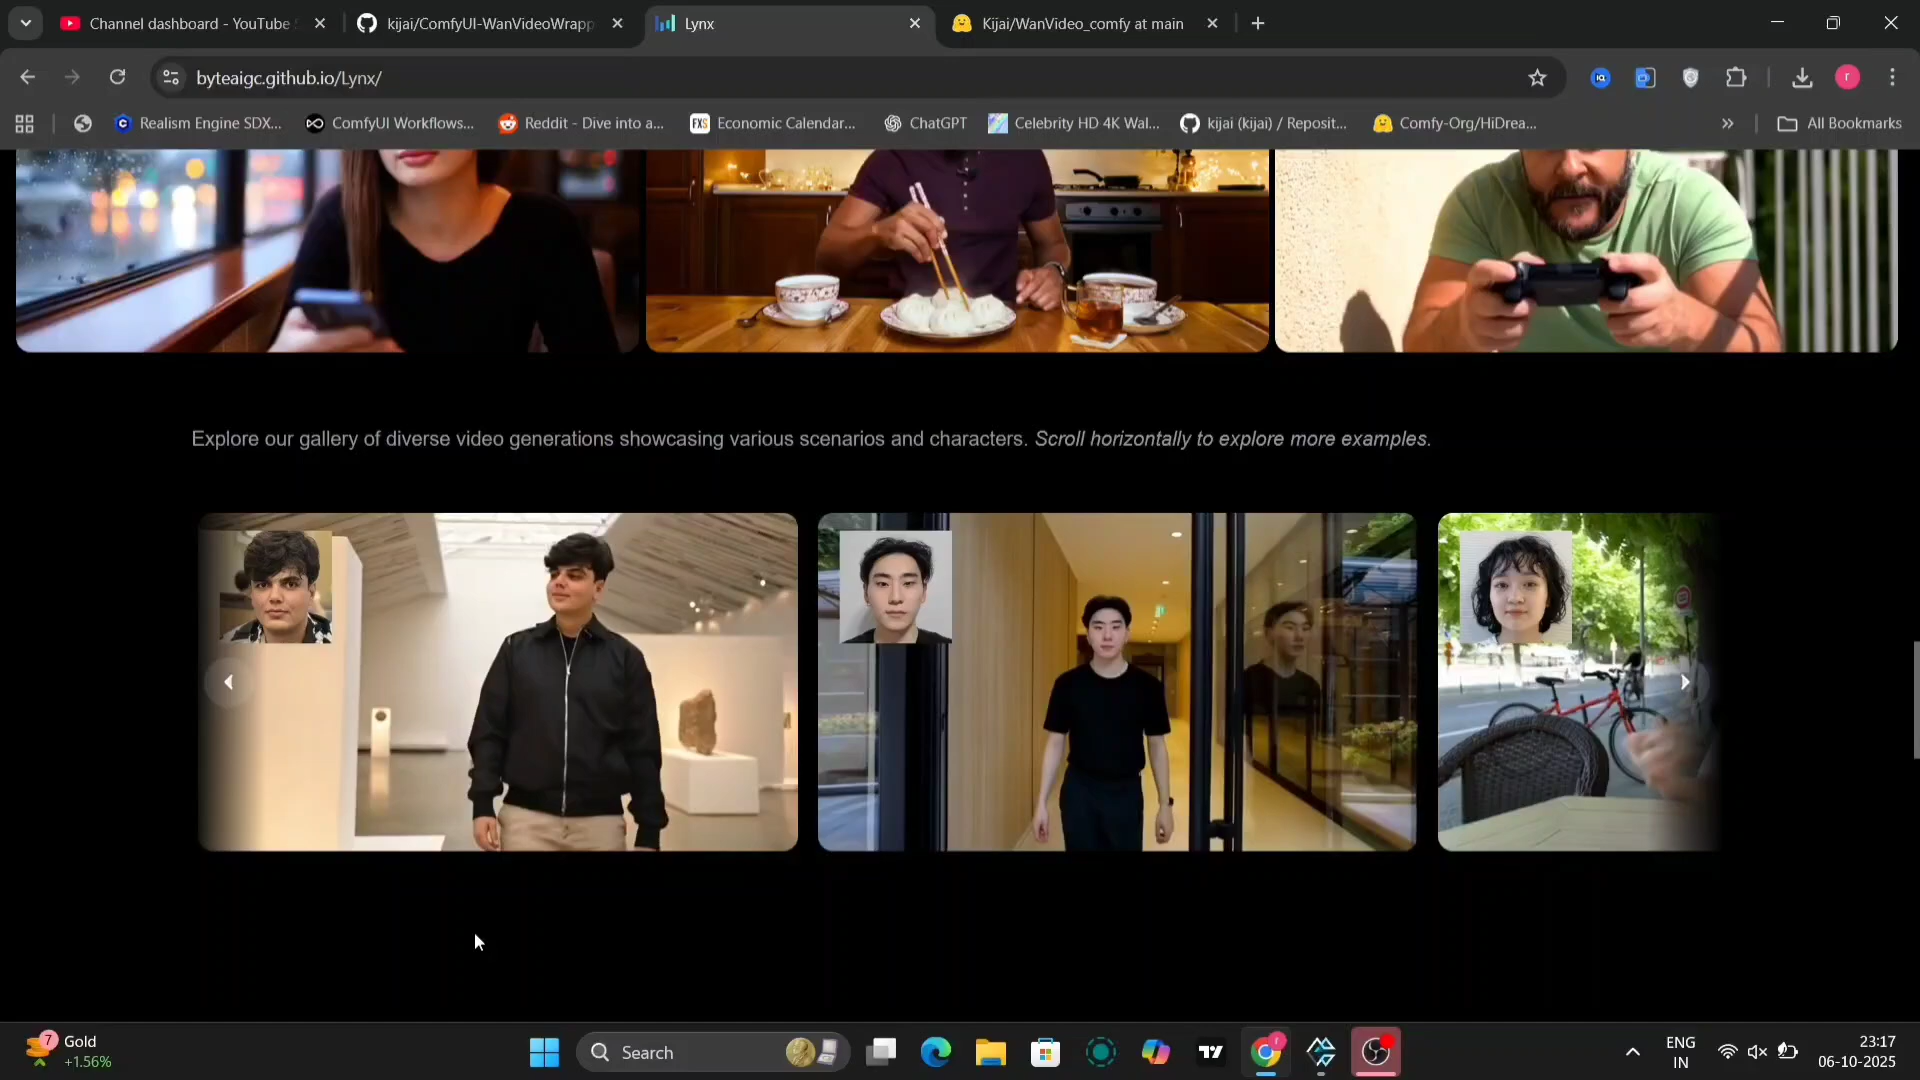 Channel dashboard - YouTube
kijai/ComfyUI-WanVideoWrapp
Lynx
Kijai/WanVideo_comfy at main
byteaigc.github.io/Lynx/
Realism Engine SDX...
ComfyUI Workflows...
Reddit - Dive into a...
FXS
Economic Calendar...
ChatGPT
Celebrity HD 4K Wal...
kijai (kijai) / Reposit...
Comfy-Org/HiDrea...
All Bookmarks
Explore our gallery of diverse video generations showcasing various scenarios and characters. Scroll horizontally to explore more examples.
7
Gold
+1.56%
Search
ENG
IN
23:17
06-10-2025